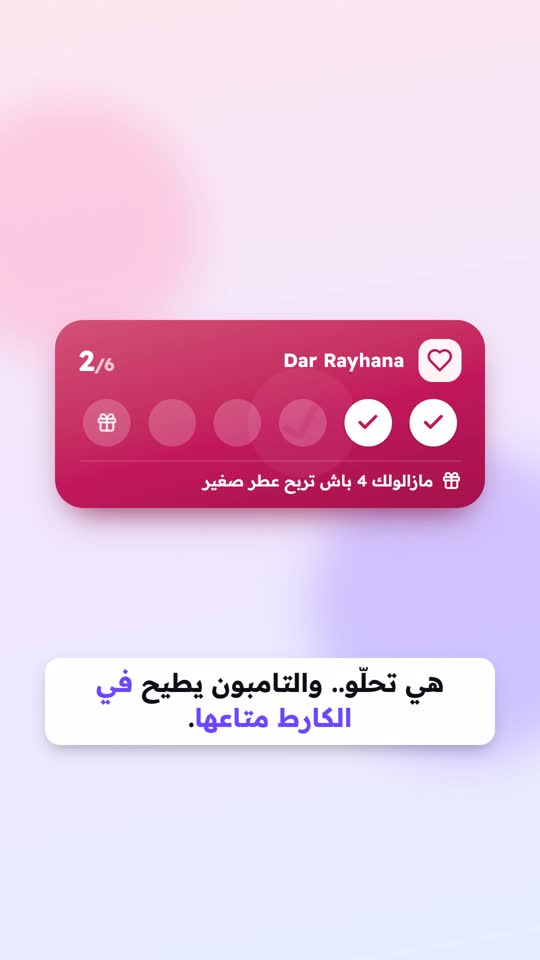 Dar Rayhana
2/6
مازالولك 4 باش تربح عطر صغير
هي تحلّو.. والتامبون يطيح في
الكارط متاعها.